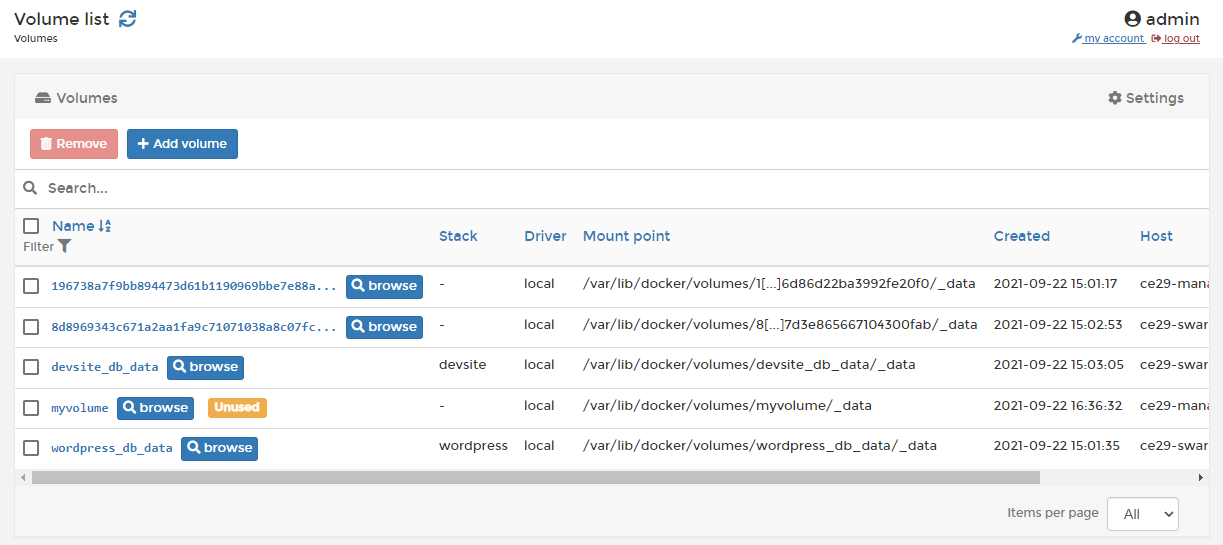 Volume list
Volumes
admin
my account log out
Volumes Settings
Remove Add volume
Search...
Name
Filter
Stack Driver Mount point Created Host
196738a7f9bb894473d61b1190969bbe7e88a... browse - local /var/lib/docker/volumes/1[...]6d86d22ba3992fe20f0/_data 2021-09-22 15:01:17 ce29-mana
8d8969343c671a2aa1fa9c71071038a8c07fc... browse - local /var/lib/docker/volumes/8[...]7d3e865667104300fab/_data 2021-09-22 15:02:53 ce29-swar
devsite_db_data browse devsite local /var/lib/docker/volumes/devsite_db_data/_data 2021-09-22 15:03:05 ce29-swar
myvolume browse Unused - local /var/lib/docker/volumes/myvolume/_data 2021-09-22 16:36:32 ce29-mana
wordpress_db_data browse wordpress local /var/lib/docker/volumes/wordpress_db_data/_data 2021-09-22 15:01:35 ce29-swar
Items per page All